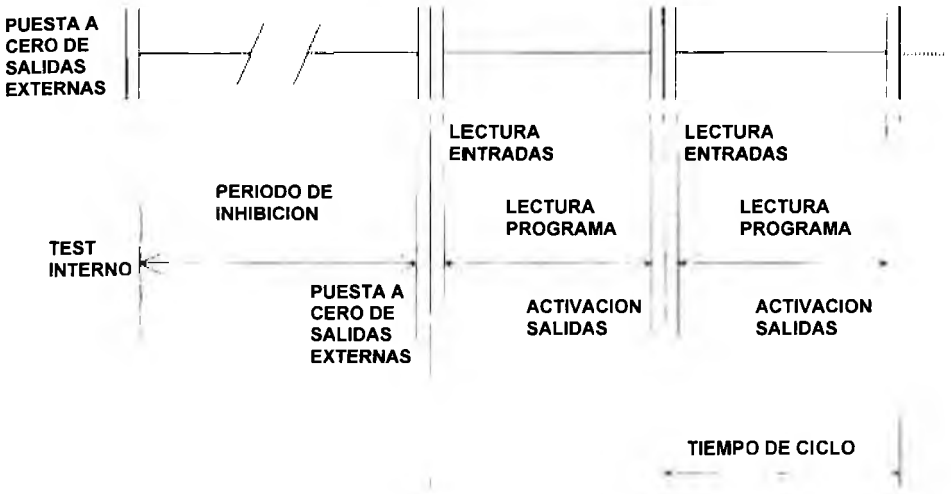 PUESTA A
CERO DE
SALIDAS
EXTERNAS
LECTURA
ENTRADAS
LECTURA
ENTRADAS
PERIODO DE
INHIBICION
LECTURA
PROGRAMA
LECTURA
PROGRAMA
TEST
INTERNO
PUESTA A
CERO DE
SALIDAS
EXTERNAS
ACTIVACION
SALIDAS
ACTIVACION
SALIDAS
TIEMPO DE CICLO